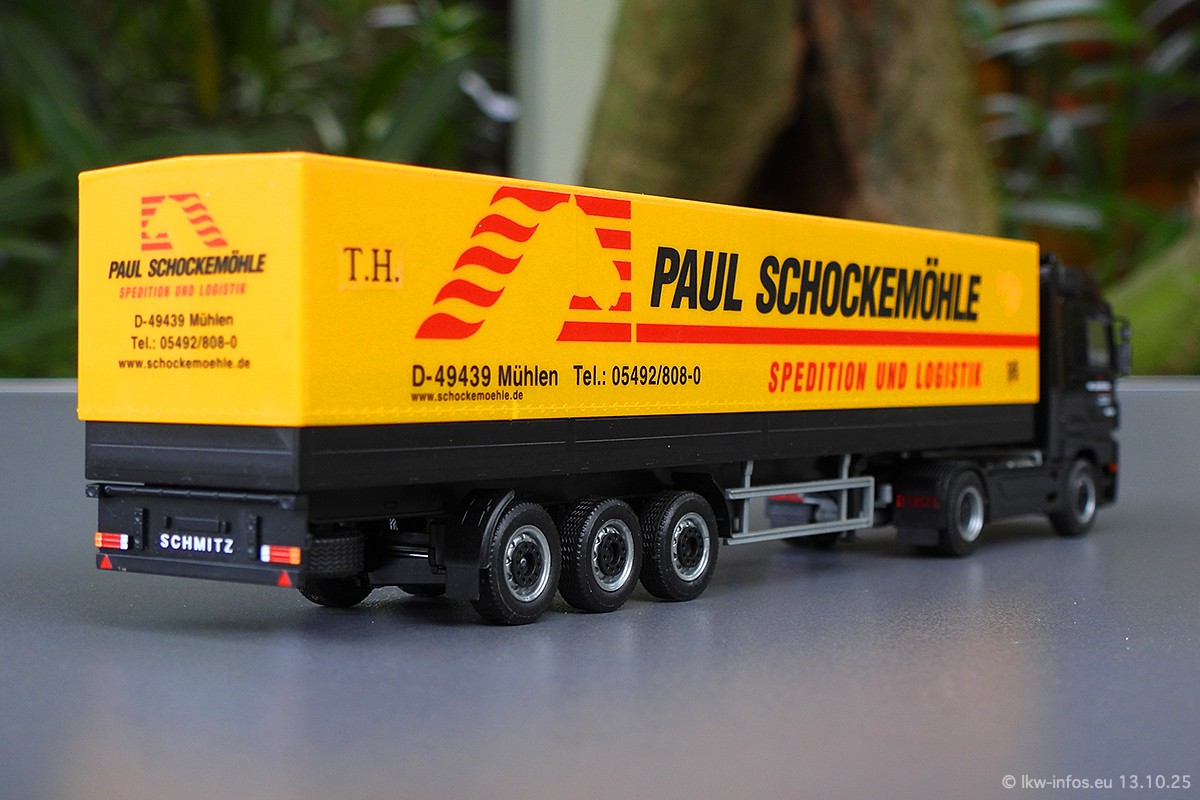 PAUL SCHOCKEMÖHLE
SPEDITION UND LOGISTIK
D-49439 Mühlen
Tel.: 05492/808-0
www.schockemoehle.de
T.H.
PAUL SCHOCKEMÖHLE
D-49439 Mühlen Tel.: 05492/808-0
www.schockemoehle.de
SPEDITION UND LOGISTIK
SCHMITZ
© lkw-infos.eu 13.10.25